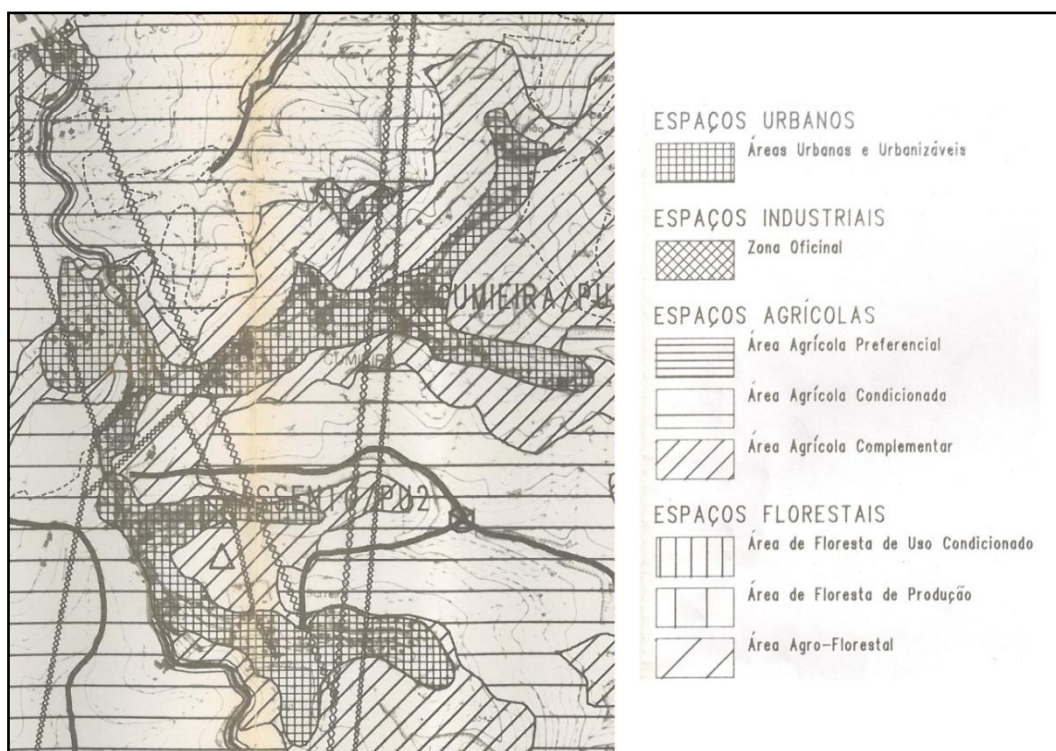 CUMIEIRA/PU
CUMIEIRA
ASSENTO/PU2
ESPAÇOS URBANOS
Áreas Urbanas e Urbanizáveis
ESPAÇOS INDUSTRIAIS
Zona Oficinal
ESPAÇOS AGRÍCOLAS
Área Agrícola Preferencial
Área Agrícola Condicionada
Área Agrícola Complementar
ESPAÇOS FLORESTAIS
Área de Floresta de Uso Condicionado
Área de Floresta de Produção
Área Agro-Florestal